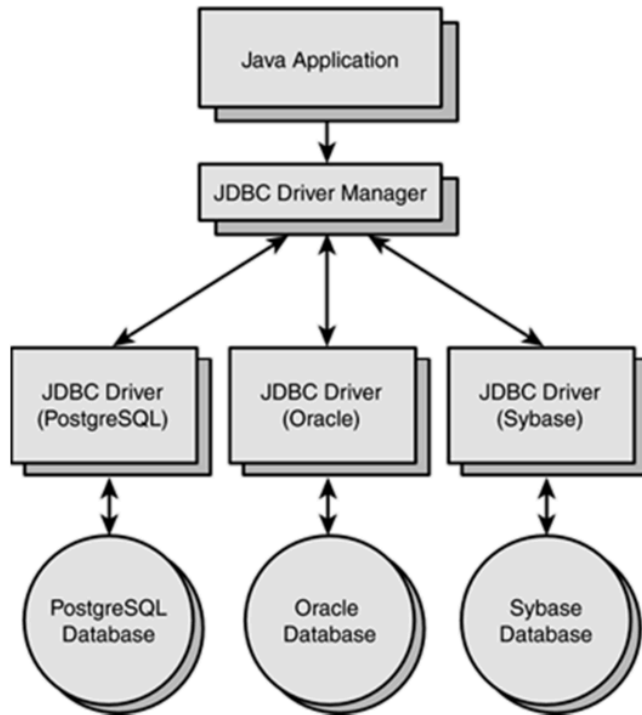 Java Application
JDBC Driver Manager
JDBC Driver
(PostgreSQL)
JDBC Driver
(Oracle)
JDBC Driver
(Sybase)
PostgreSQL
Database
Oracle
Database
Sybase
Database